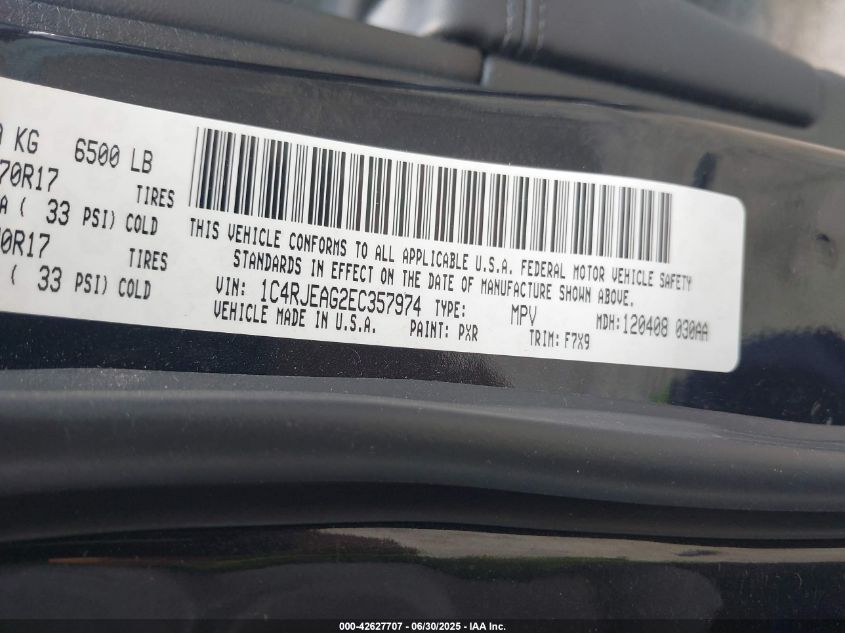 KG 6500 LB
70R17 TIRES
A ( 33 PSI) COLD
0R17 TIRES
( 33 PSI) COLD
THIS VEHICLE CONFORMS TO ALL APPLICABLE U.S.A. FEDERAL MOTOR VEHICLE SAFETY
STANDARDS IN EFFECT ON THE DATE OF MANUFACTURE SHOWN ABOVE.
VIN: 1C4RJEAG2EC357974 TYPE: MPV MDH: 120408 030AA
VEHICLE MADE IN U.S.A. PAINT: PXR TRIM: F7X9
000-42627707 - 06/30/2025 - IAA Inc.